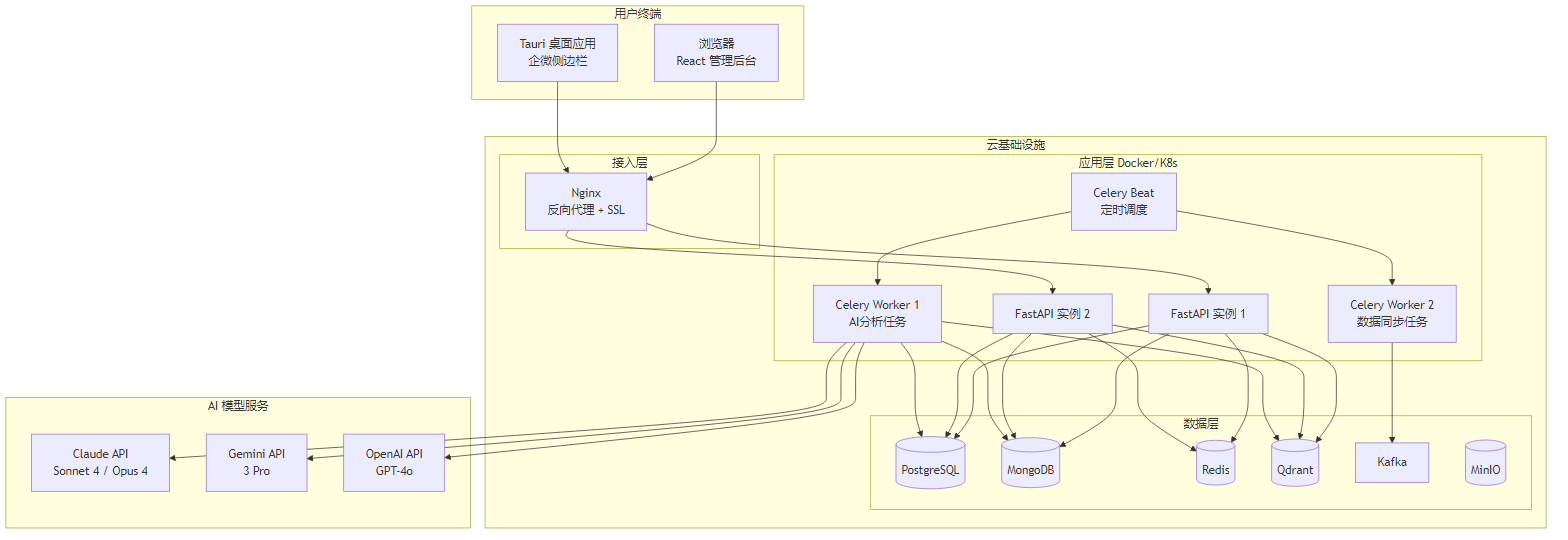 用户终端
Tauri 桌面应用
企微侧边栏
浏览器
React 管理后台
云基础设施
接入层
Nginx
反向代理 + SSL
应用层 Docker/K8s
Celery Beat
定时调度
Celery Worker 1
AI分析任务
FastAPI 实例 2
FastAPI 实例 1
Celery Worker 2
数据同步任务
AI 模型服务
Claude API
Sonnet 4 / Opus 4
Gemini API
3 Pro
OpenAI API
GPT-4o
数据层
PostgreSQL
MongoDB
Redis
Qdrant
Kafka
MinIO